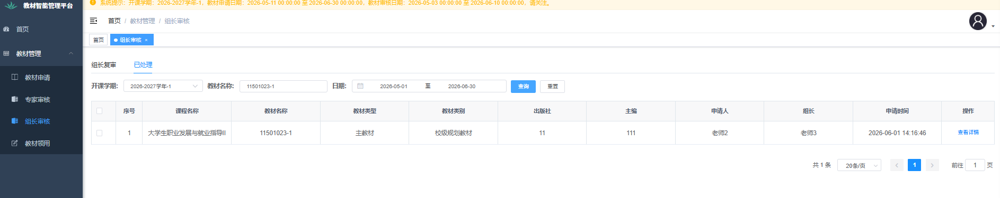 教材智能管理平台
系统提示：开课学期：2026-2027学年-1，教材申请日期：2026-05-11 00:00:00 至 2026-06-30 00:00:00，教材审核日期：2026-05-03 00:00:00 至 2026-06-10 00:00:00，请关注。
首页 / 教材管理 / 组长审核
首页 组长审核 ×
首页
教材管理
教材申请
专家审核
组长审核
教材领用
组长复审 已处理
开课学期: 2026-2027学年-1 教材名称: 11501023-1 日期: 2026-05-01 至 2026-06-30 查询 重置
序号 课程名称 教材名称 教材类型 教材类别 出版社 主编 申请人 组长 申请时间 操作
1 大学生职业发展与就业指导II 11501023-1 主教材 校级规划教材 11 111 老师2 老师3 2026-06-01 14:16:46 查看详情
共 1 条 20条/页 < 1 > 前往 1 页